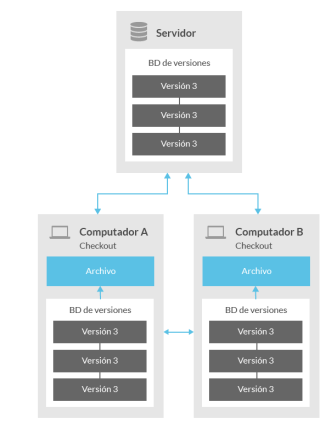 Servidor
BD de versiones
Versión 3
Versión 3
Versión 3
Computador A
Checkout
Archivo
BD de versiones
Versión 3
Versión 3
Versión 3
Computador B
Checkout
Archivo
BD de versiones
Versión 3
Versión 3
Versión 3